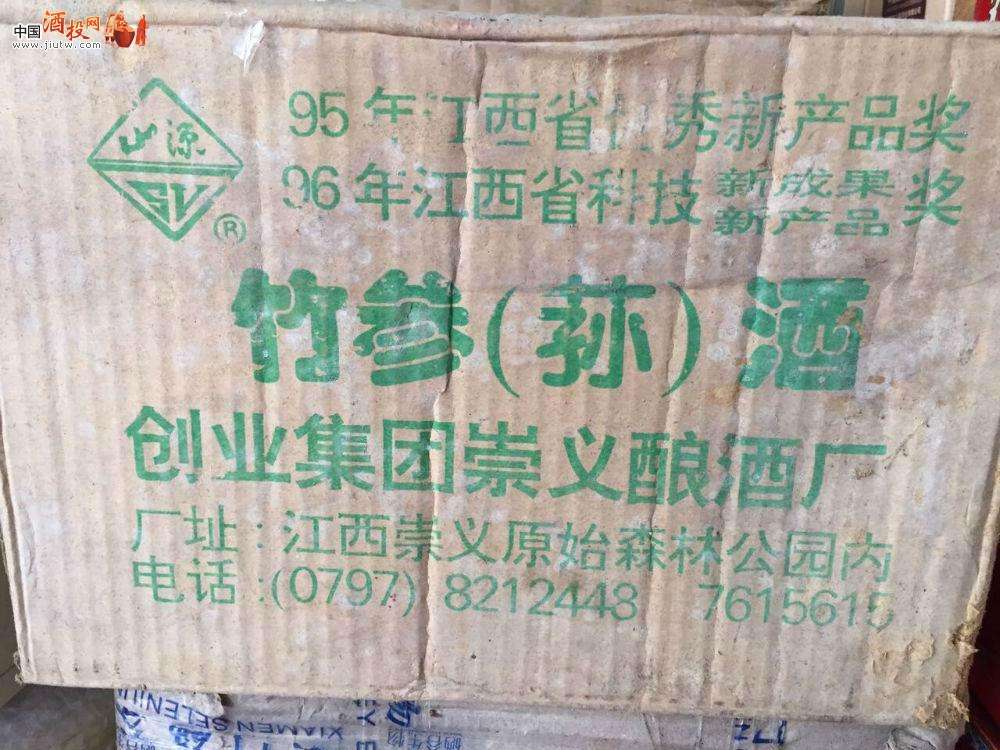 中国酒投网
www.jiutw.com
山源
SY
®
95年江西省优秀新产品奖
96年江西省科技新成果新产品奖
竹参(荪)酒
创业集团崇义酿酒厂
厂址:江西崇义原始森林公园内
电话:(0797) 8212443 7615615
XIAMEN SELENIU